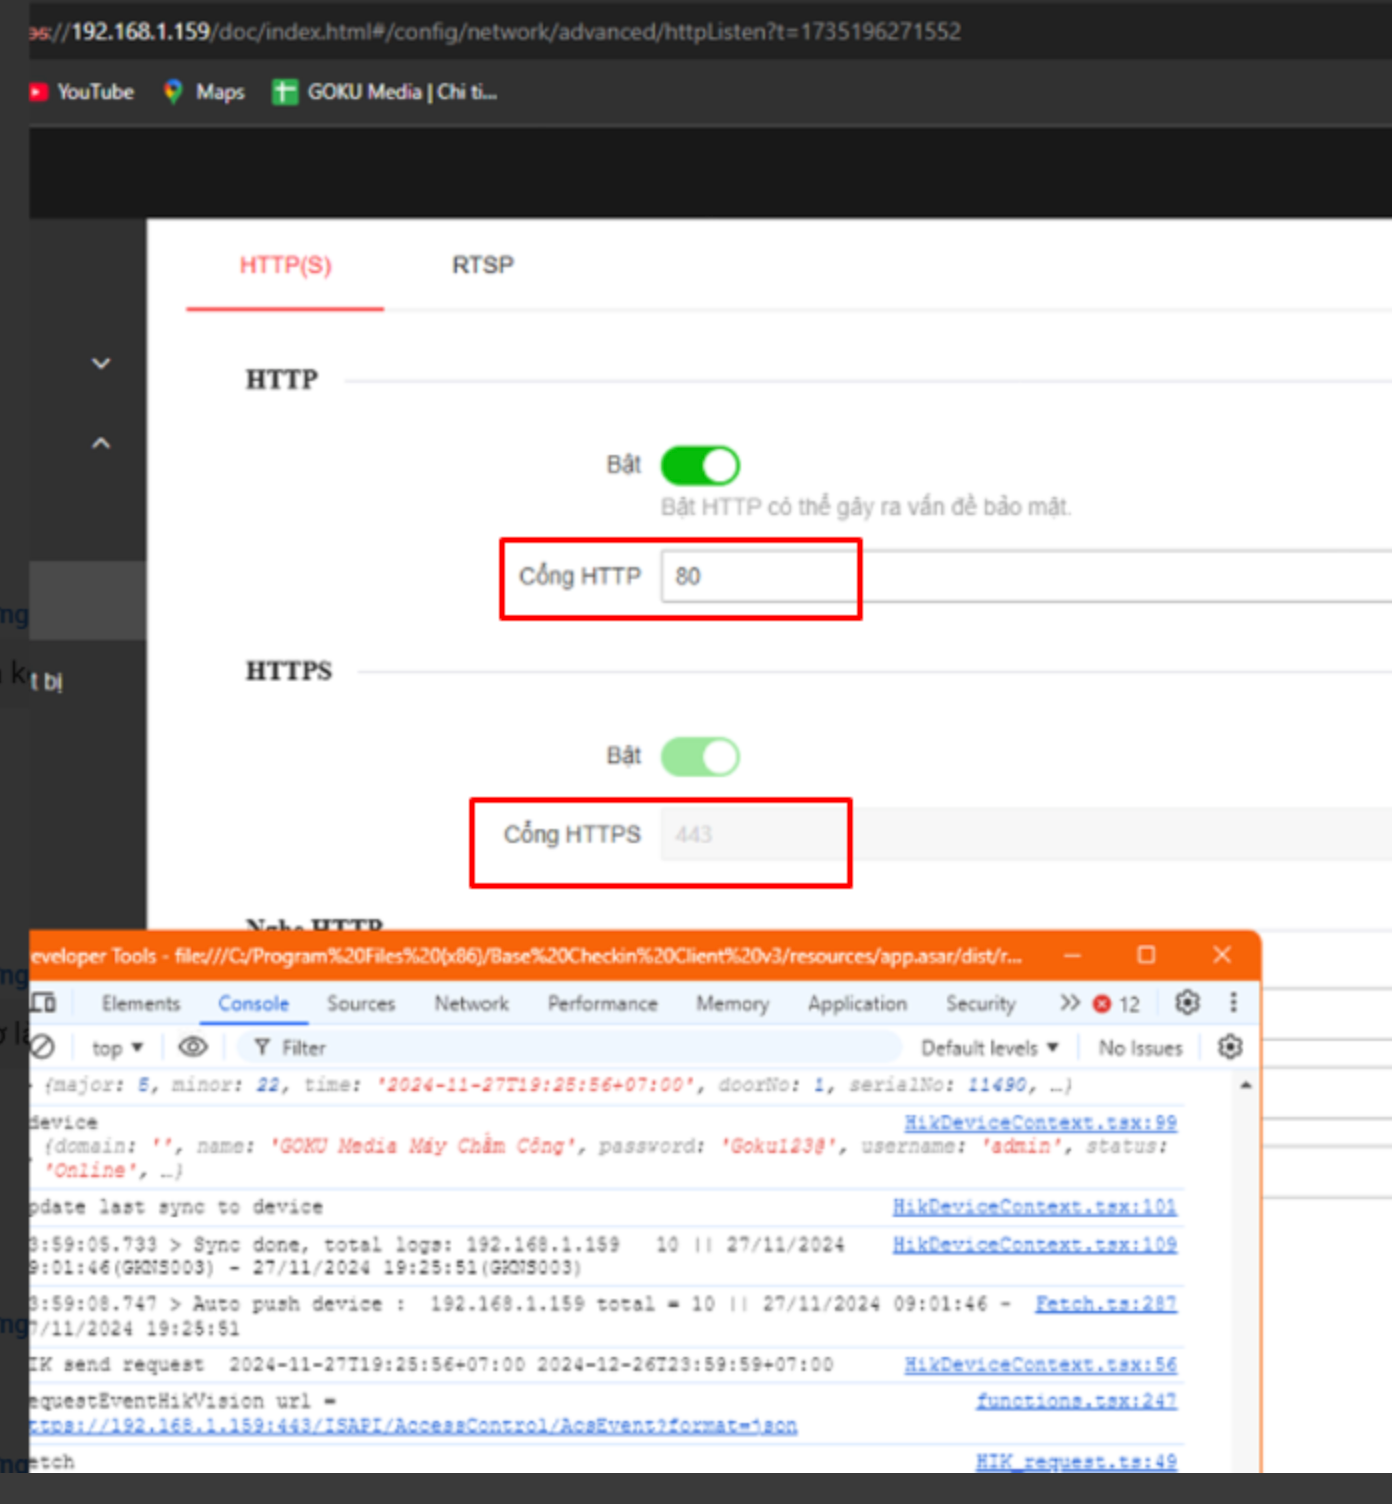 ://192.168.1.159/doc/index.html#/config/network/advanced/httpListen?t=1735196271552
YouTube Maps GOKU Media | Chi ti...
HTTP(S) RTSP
HTTP
Bật
Bật HTTP có thể gây ra vấn đề bảo mật.
Cổng HTTP 80
HTTPS
t bị
Bật
Cổng HTTPS 443
Nghe HTTP
eveloper Tools - file:///C:/Program%20Files%20(x86)/Base%20Checkin%20Client%20v3/resources/app.asar/dist/r...
Elements Console Sources Network Performance Memory Application Security 12
top Filter Default levels No Issues
{major: 5, minor: 22, time: '2024-11-27T19:25:56+07:00', doorNo: 1, serialNo: 11490, …}
device HikDeviceContext.tsx:99
{domain: '', name: 'GOKU Media Máy Chấm Công', password: 'Goku123@', username: 'admin', status:
'Online', …}
pdate last sync to device HikDeviceContext.tsx:101
3:59:05.733 > Sync done, total logs: 192.168.1.159 10 || 27/11/2024 HikDeviceContext.tsx:109
9:01:46(GKNS003) - 27/11/2024 19:25:51(GKNS003)
3:59:08.747 > Auto push device : 192.168.1.159 total = 10 || 27/11/2024 09:01:46 - Fetch.ts:287
7/11/2024 19:25:51
IK send request 2024-11-27T19:25:56+07:00 2024-12-26T23:59:59+07:00 HikDeviceContext.tsx:56
equestEventHikVision url = functions.tsx:247
ttps://192.168.1.159:443/ISAPI/AccessControl/AcsEvent?format=json
etch HIK_request.ts:49